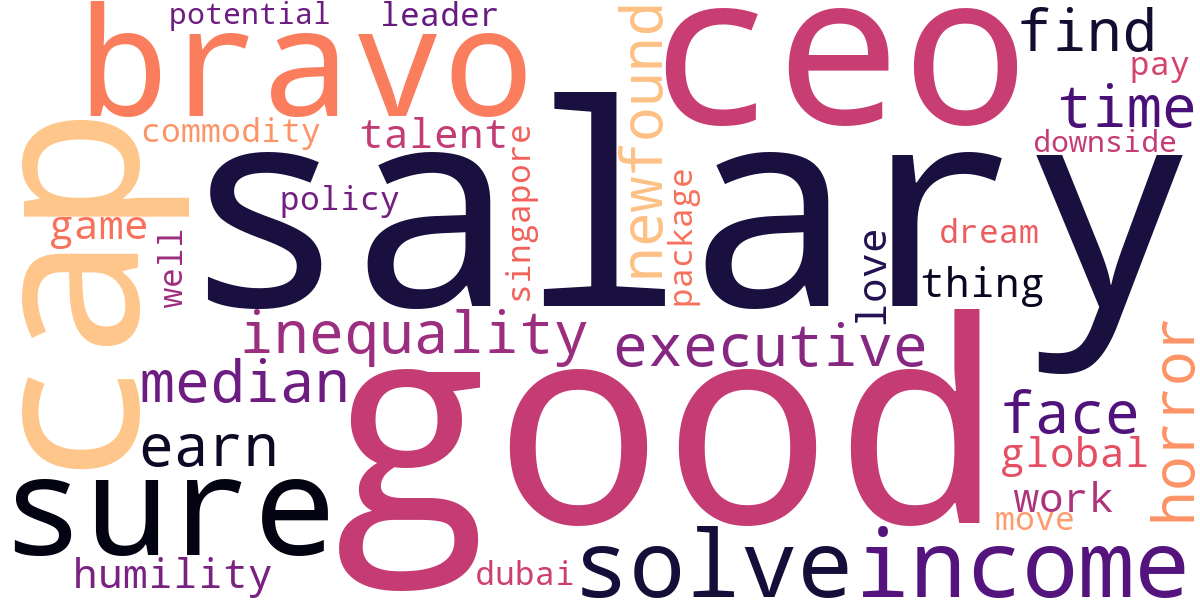 potential
leader
bravo
ceo
find
pay
time
downside
newfound
commodity
talent
cap
salary
policy
singapore
package
game
well
love
dream
thing
inequality
executive
median
good
face
horror
earn
global
sure
work
move
humility
dubai
solve
income